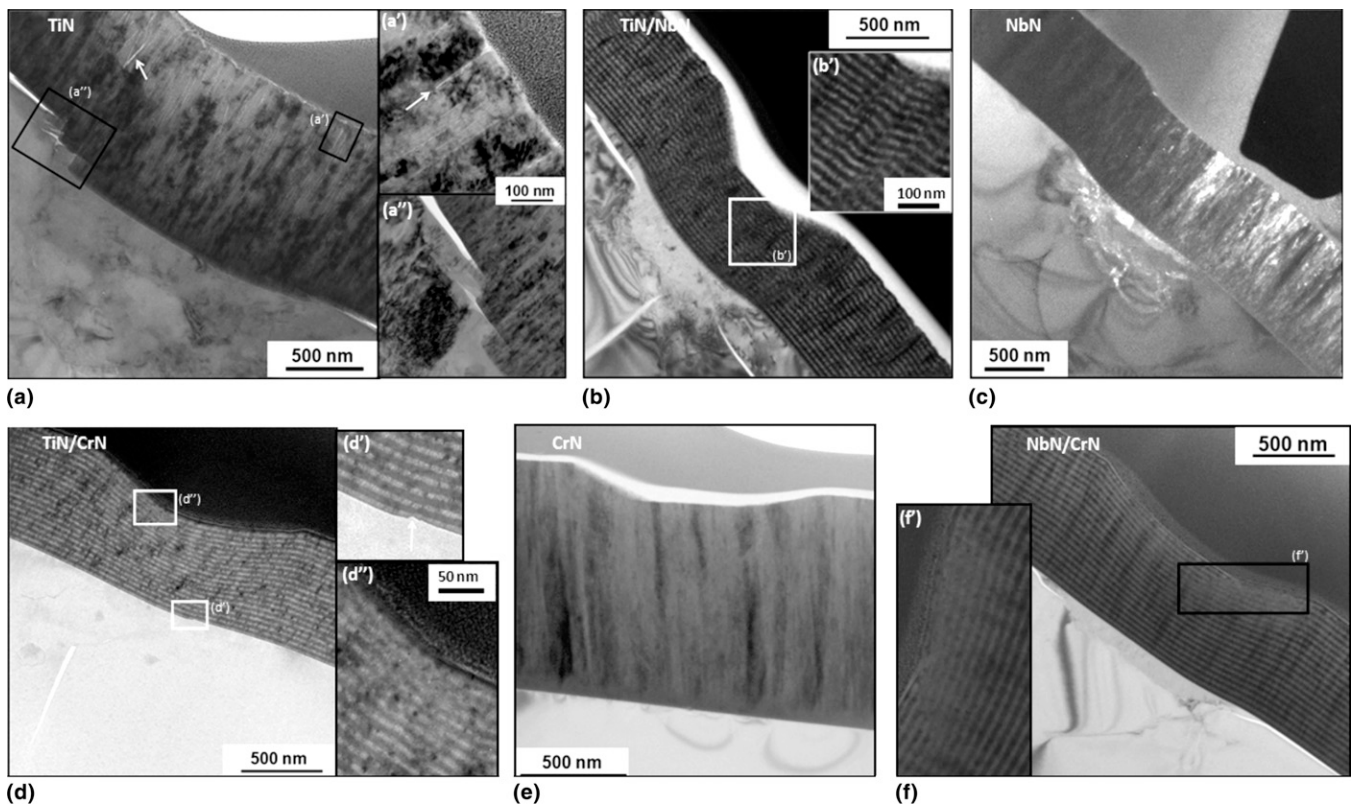 TiN
(a'')
(a')
500 nm
(a')
100 nm
(a'')
(a)
TiN/NbN
500 nm
(b')
100 nm
(b')
(b)
NbN
500 nm
(c)
TiN/CrN
(d'')
(d')
500 nm
(d')
50 nm
(d'')
(d)
CrN
500 nm
(e)
NbN/CrN
500 nm
(f')
(f')
(f)